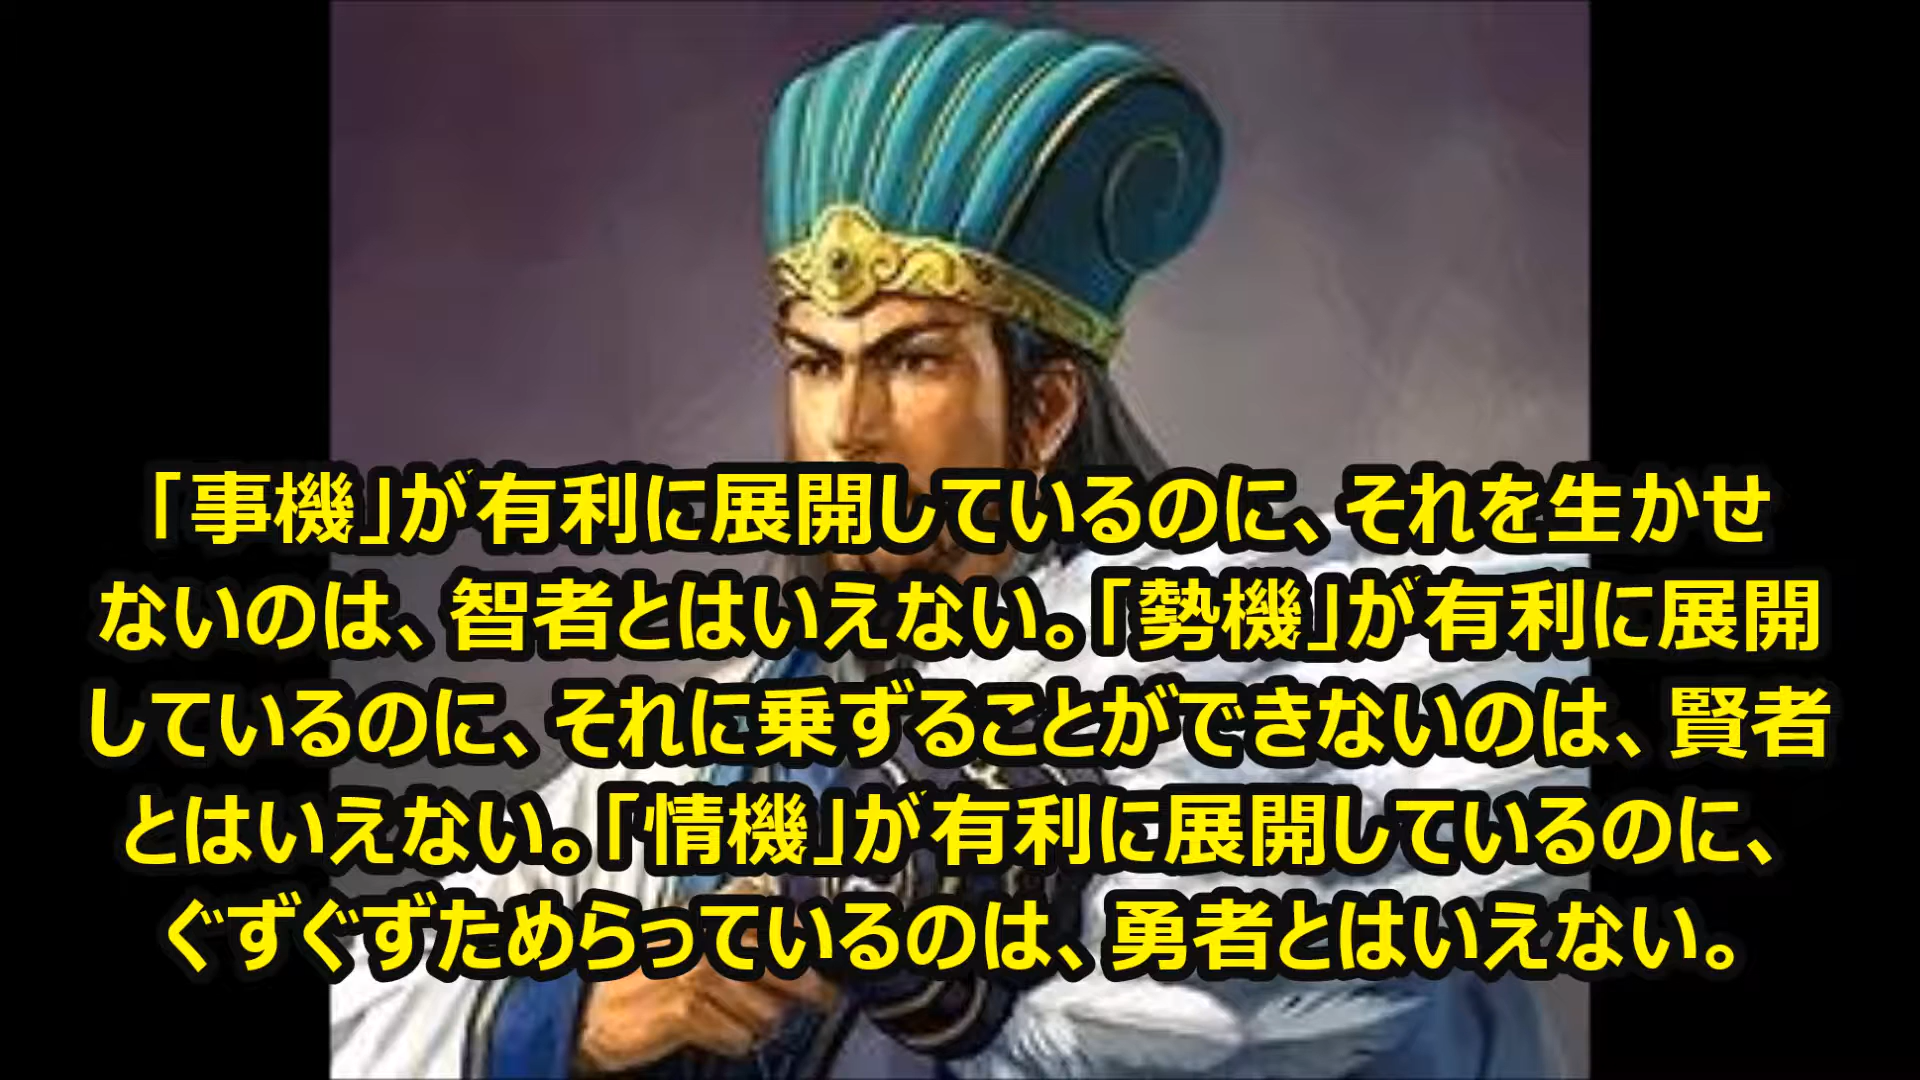 「事機」が有利に展開しているのに、それを生かせ
ないのは、智者とはいえない。「勢機」が有利に展開
しているのに、それに乗ずることができないのは、賢者
とはいえない。「情機」が有利に展開しているのに、
ぐずぐずためらっているのは、勇者とはいえない。